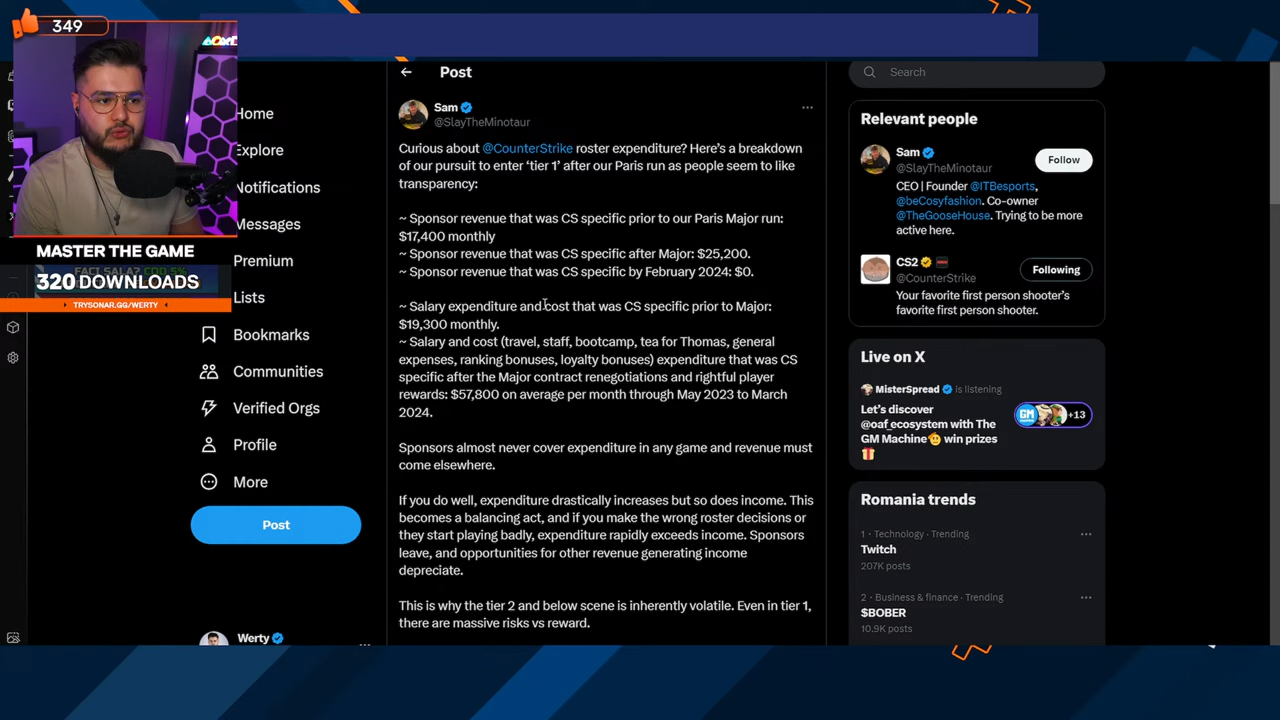 349
MASTER THE GAME
320 DOWNLOADS
TRYSONAR.GG/WERTY
Home
Explore
Notifications
Messages
Premium
Lists
Bookmarks
Communities
Verified Orgs
Profile
More
Post
Werty
Post
Sam
@SlayTheMinotaur
Curious about @CounterStrike roster expenditure? Here's a breakdown
of our pursuit to enter 'tier 1' after our Paris run as people seem to like
transparency:
~ Sponsor revenue that was CS specific prior to our Paris Major run:
$17,400 monthly
~ Sponsor revenue that was CS specific after Major: $25,200.
~ Sponsor revenue that was CS specific by February 2024: $0.
~ Salary expenditure and cost that was CS specific prior to Major:
$19,300 monthly.
~ Salary and cost (travel, staff, bootcamp, tea for Thomas, general
expenses, ranking bonuses, loyalty bonuses) expenditure that was CS
specific after the Major contract renegotiations and rightful player
rewards: $57,800 on average per month through May 2023 to March
2024.
Sponsors almost never cover expenditure in any game and revenue must
come elsewhere.
If you do well, expenditure drastically increases but so does income. This
becomes a balancing act, and if you make the wrong roster decisions or
they start playing badly, expenditure rapidly exceeds income. Sponsors
leave, and opportunities for other revenue generating income
depreciate.
This is why the tier 2 and below scene is inherently volatile. Even in tier 1,
there are massive risks vs reward.
Search
Relevant people
Sam
@SlayTheMinotaur
Follow
CEO | Founder @ITBesports,
@beCosyfashion. Co-owner
@TheGooseHouse. Trying to be more
active here.
CS2
@CounterStrike
Following
Your favorite first person shooter's
favorite first person shooter.
Live on X
MisterSpread is listening
Let's discover
@oaf_ecosystem with The
GM Machine win prizes
GM
+13
Romania trends
1 · Technology · Trending
Twitch
207K posts
2 · Business & finance · Trending
$BOBER
10.9K posts